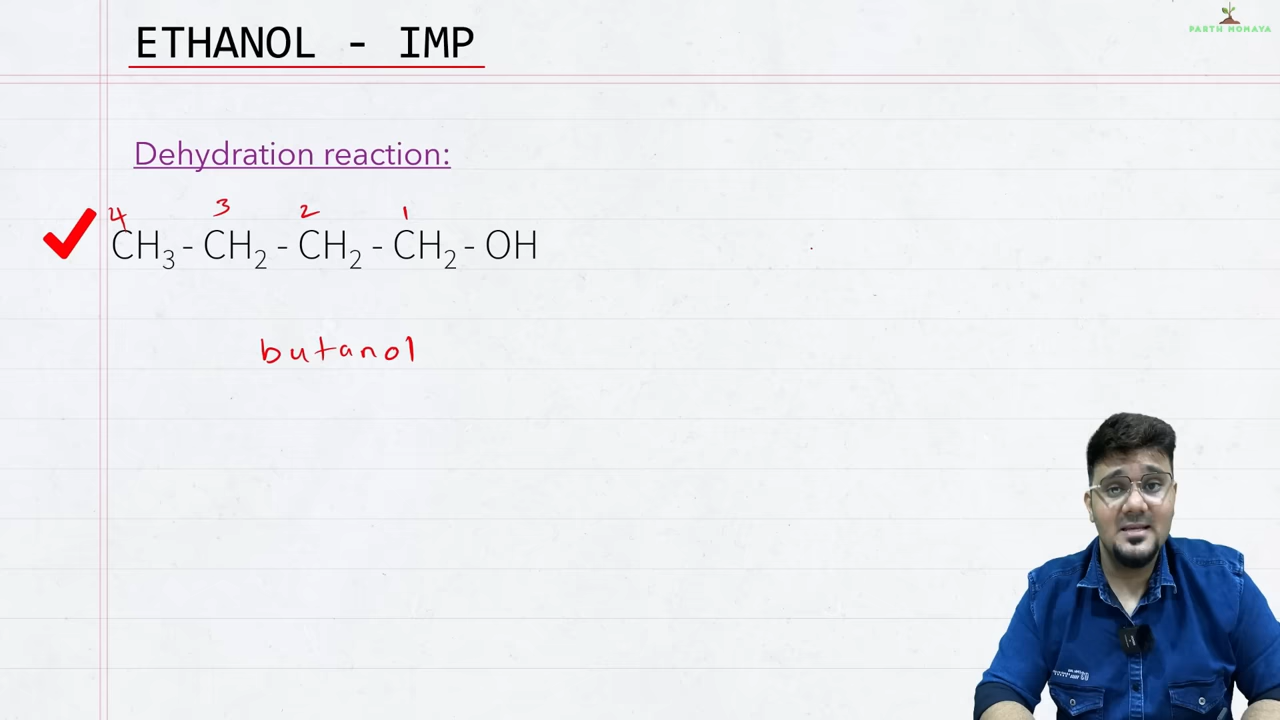 PARTH MOMAYA
ETHANOL - IMP
Dehydration reaction:
4 3 2 1
CH₃ - CH₂ - CH₂ - CH₂ - OH
butanol